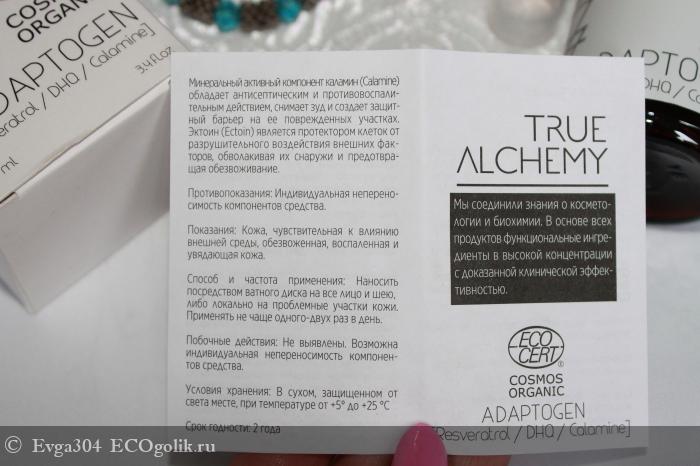 COSMOS
ORGANIC
ADAPTOGEN
Resveratrol / DHQ / Calamine]
3.4 fl.oz
ml
DAPTOGEN
/ DHQ / Calam
Минеральный активный компонент каламин (Calamine)
обладает антисептическим и противовоспали-
тельным действием, снимает зуд и создает защит-
ный барьер на ее поврежденных участках.
Эктоин (Ectoin) является протектором клеток от
разрушительного воздействия внешних фак-
торов, обволакивая их снаружи и предотвра-
щая обезвоживание.
Противопоказания: Индивидуальная неперено-
симость компонентов средства.
Показания: Кожа, чувствительная к влиянию
внешней среды, обезвоженная, воспаленная и
увядающая кожа.
Способ и частота применения: Наносить
посредством ватного диска на все лицо и шею,
либо локально на проблемные участки кожи.
Применять не чаще одного-двух раз в день.
Побочные действия: Не выявлены. Возможна
индивидуальная непереносимость компонен-
тов средства.
Условия хранения: В сухом, защищенном от
света месте, при температуре от +5° до +25 °C
Срок годности: 2 года
TRUE
ALCHEMY
Мы соединили знания о космето-
логии и биохимии. В основе всех
продуктов функциональные ингре-
диенты в высокой концентрации
с доказанной клинической эффек-
тивностью.
ECO
CERT
®
COSMOS
ORGANIC
ADAPTOGEN
[Resveratrol / DHQ / Calamine]
Evga304 ECOgolik.ru